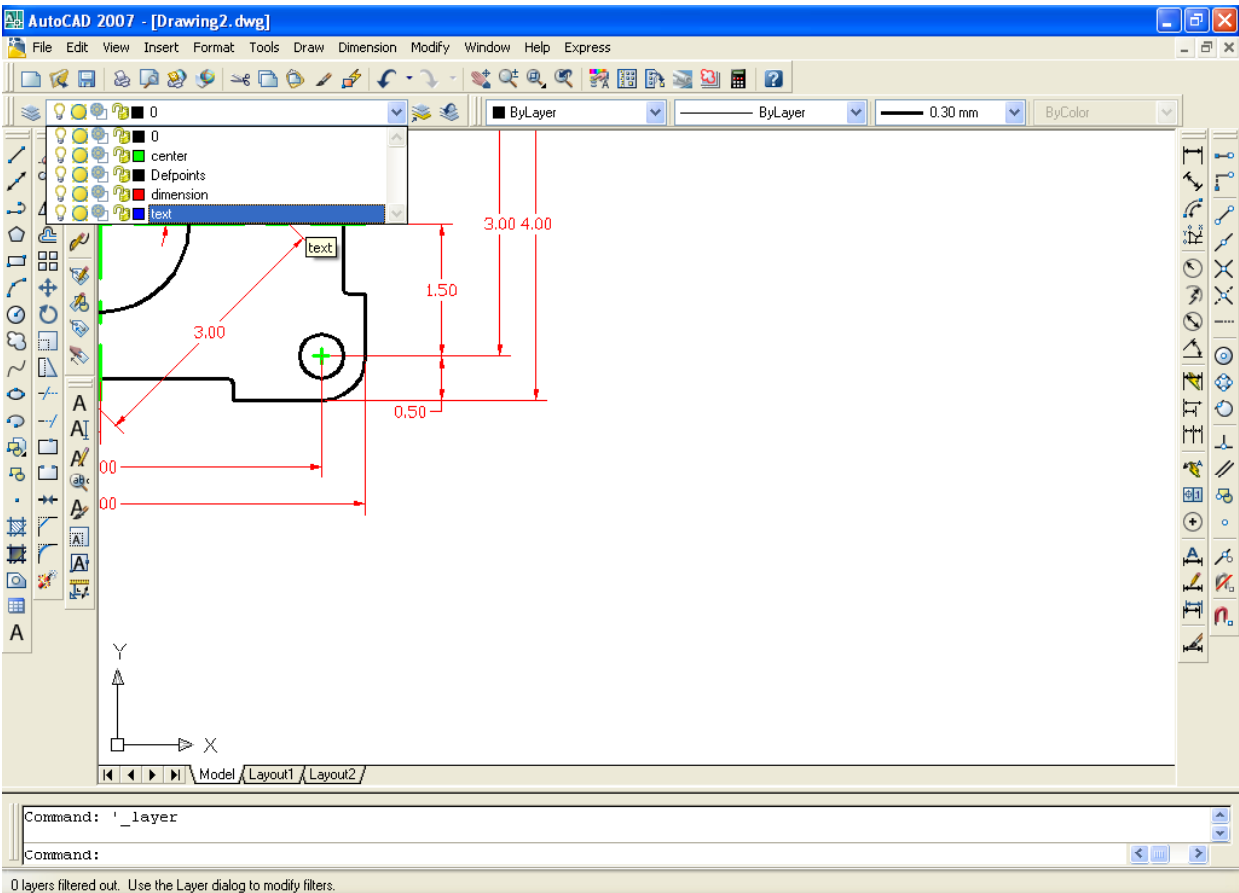 AutoCAD 2007 - [Drawing2.dwg]
File Edit View Insert Format Tools Draw Dimension Modify Window Help Express
0 ByLayer ByLayer 0.30 mm ByColor
0
center
Defpoints
dimension
text
text
3.00 4.00
1.50
3.00
0.50
00
00
A
A
A
A
Y
X
Model Layout1 Layout2
Command: '_layer
Command:
0 layers filtered out. Use the Layer dialog to modify filters.